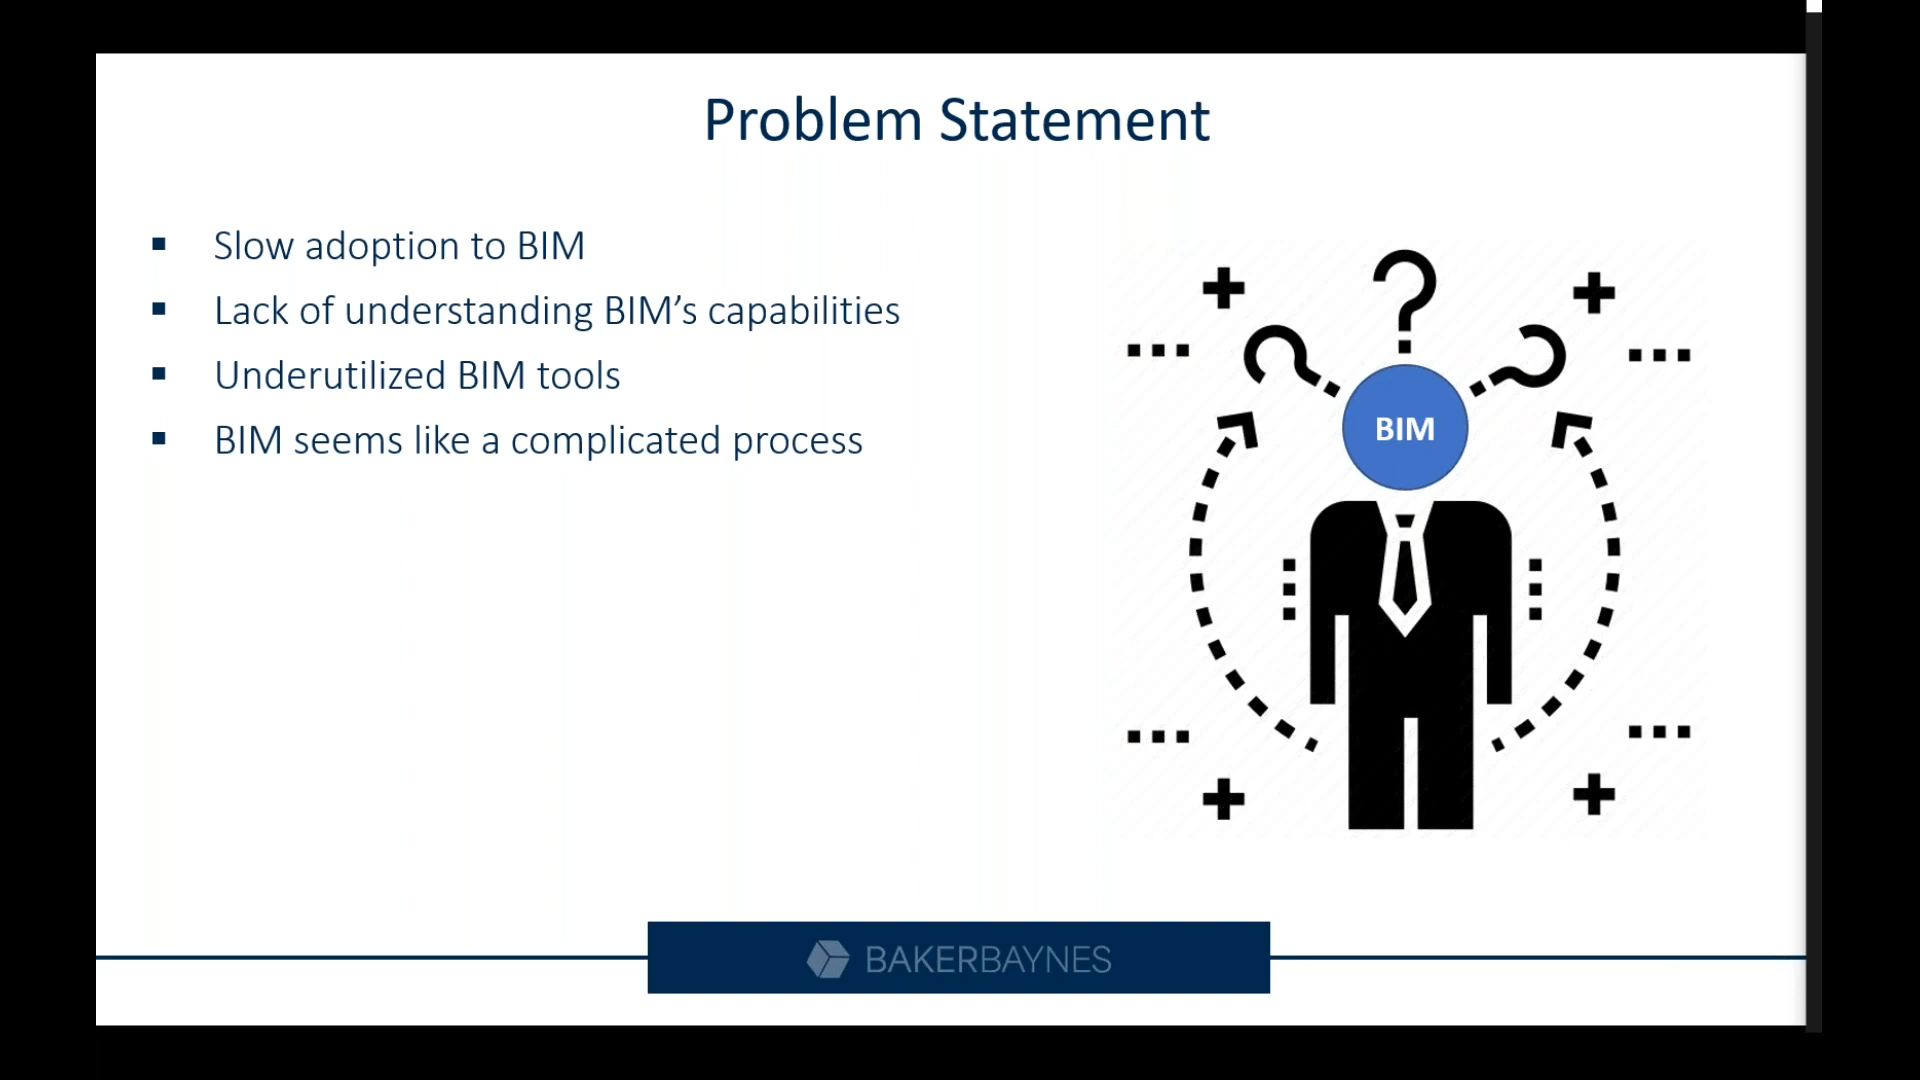 Problem Statement
Slow adoption to BIM
Lack of understanding BIM’s capabilities
Underutilized BIM tools
BIM seems like a complicated process
BIM
BAKERBAYNES